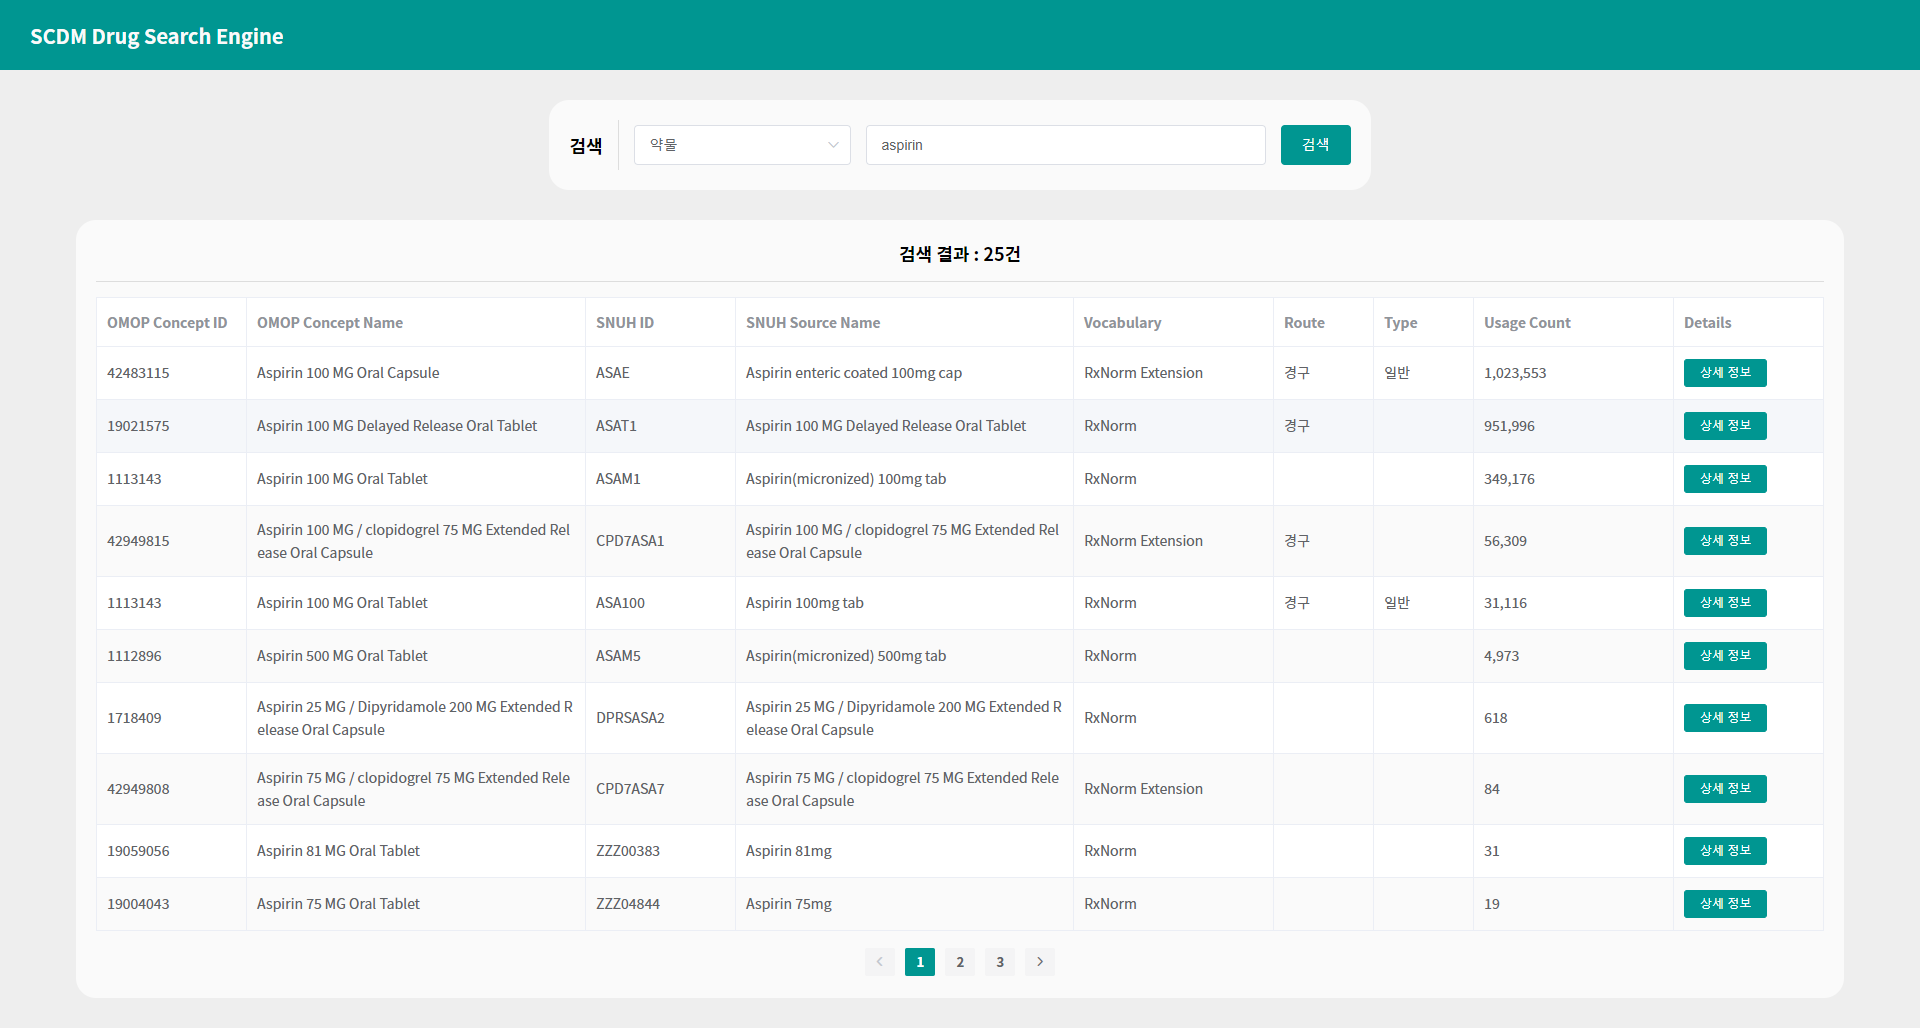 SCDM Drug Search Engine
검색 약물 aspirin 검색
검색 결과 : 25건
OMOP Concept ID OMOP Concept Name SNUH ID SNUH Source Name Vocabulary Route Type Usage Count Details
42483115 Aspirin 100 MG Oral Capsule ASAE Aspirin enteric coated 100mg cap RxNorm Extension 경구 일반 1,023,553 상세 정보
19021575 Aspirin 100 MG Delayed Release Oral Tablet ASAT1 Aspirin 100 MG Delayed Release Oral Tablet RxNorm 경구 951,996 상세 정보
1113143 Aspirin 100 MG Oral Tablet ASAM1 Aspirin(micronized) 100mg tab RxNorm 349,176 상세 정보
42949815 Aspirin 100 MG / clopidogrel 75 MG Extended Rel
ease Oral Capsule CPD7ASA1 Aspirin 100 MG / clopidogrel 75 MG Extended Rel
ease Oral Capsule RxNorm Extension 경구 56,309 상세 정보
1113143 Aspirin 100 MG Oral Tablet ASA100 Aspirin 100mg tab RxNorm 경구 일반 31,116 상세 정보
1112896 Aspirin 500 MG Oral Tablet ASAM5 Aspirin(micronized) 500mg tab RxNorm 4,973 상세 정보
1718409 Aspirin 25 MG / Dipyridamole 200 MG Extended R
elease Oral Capsule DPRSASA2 Aspirin 25 MG / Dipyridamole 200 MG Extended R
elease Oral Capsule RxNorm 618 상세 정보
42949808 Aspirin 75 MG / clopidogrel 75 MG Extended Rele
ase Oral Capsule CPD7ASA7 Aspirin 75 MG / clopidogrel 75 MG Extended Rele
ase Oral Capsule RxNorm Extension 84 상세 정보
19059056 Aspirin 81 MG Oral Tablet ZZZ00383 Aspirin 81mg RxNorm 31 상세 정보
19004043 Aspirin 75 MG Oral Tablet ZZZ04844 Aspirin 75mg RxNorm 19 상세 정보
1 2 3